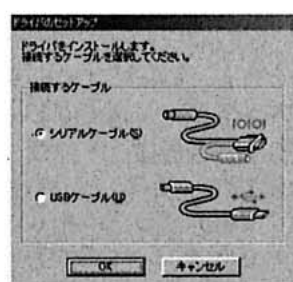 ドライバのセットアップ
ドライバをインストールします。
接続するケーブルを選択してください。
接続するケーブル
シリアルケーブル(S)
IOIOI
USBケーブル(U)
OK
キャンセル